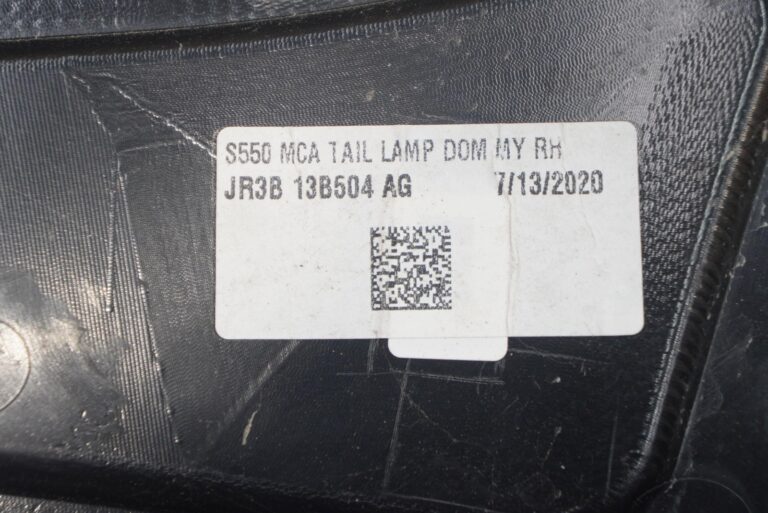 S550 MCA TAIL LAMP DOM MY RH
JR3B 13B504 AG 7/13/2020